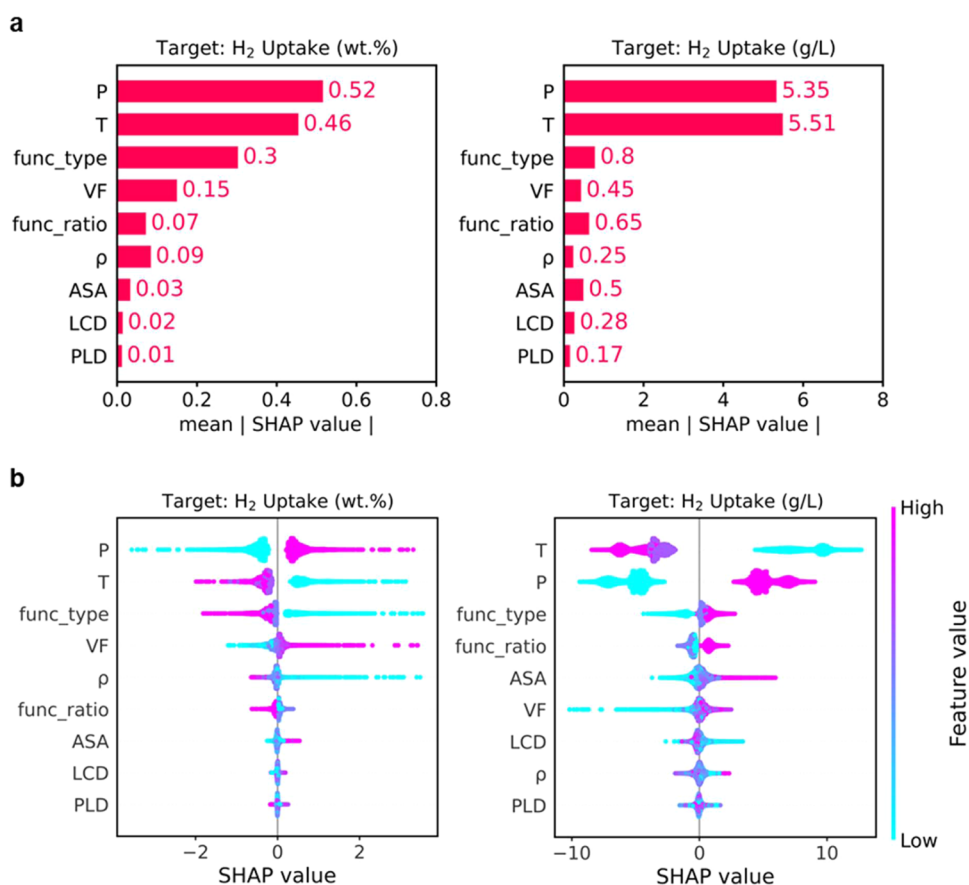 a
Target: H₂ Uptake (wt.%)
P
0.52
T
0.46
func_type
0.3
VF
0.15
func_ratio
0.07
ρ
0.09
ASA
0.03
LCD
0.02
PLD
0.01
0.0 0.2 0.4 0.6 0.8
mean | SHAP value |
Target: H₂ Uptake (g/L)
P
5.35
T
5.51
func_type
0.8
VF
0.45
func_ratio
0.65
ρ
0.25
ASA
0.5
LCD
0.28
PLD
0.17
0 2 4 6 8
mean | SHAP value |
b
Target: H₂ Uptake (wt.%)
P
T
func_type
VF
ρ
func_ratio
ASA
LCD
PLD
−2 0 2
SHAP value
Target: H₂ Uptake (g/L)
T
P
func_type
func_ratio
ASA
VF
LCD
ρ
PLD
−10 0 10
SHAP value
High
Feature value
Low